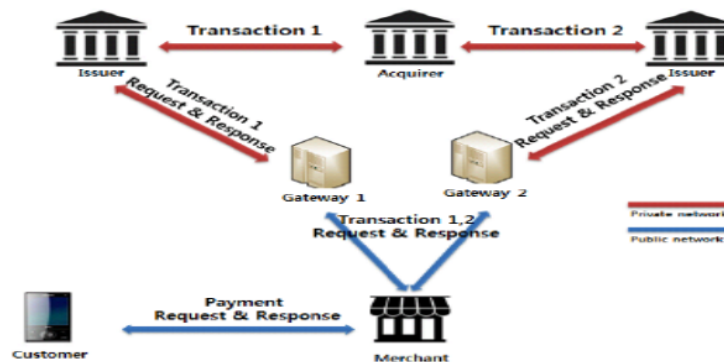 Transaction 1
Transaction 2
Issuer
Acquirer
Issuer
Transaction 1
Request & Response
Transaction 2
Request & Response
Gateway 1
Gateway 2
Transaction 1,2
Request & Response
Private network
Public network
Payment
Request & Response
Customer
Merchant